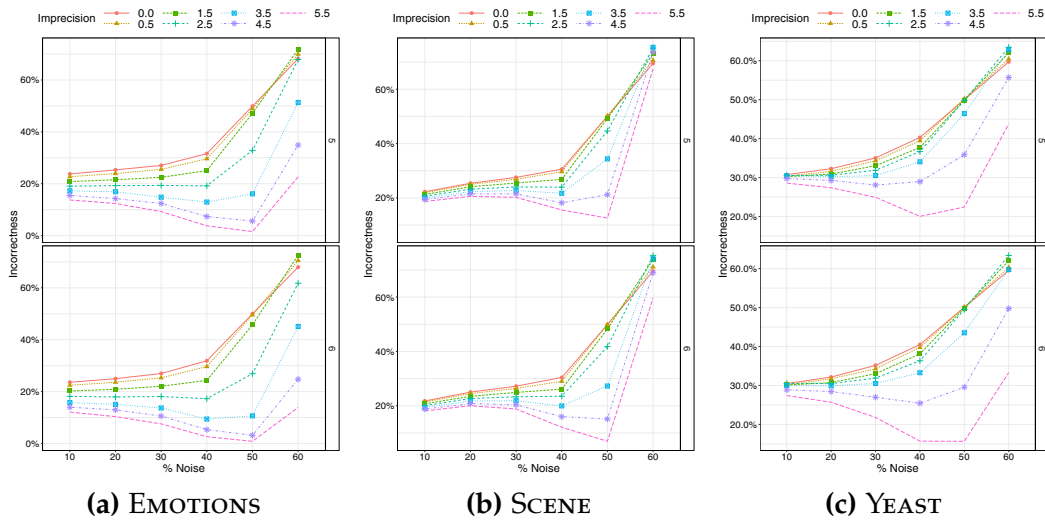 Imprecision 0.0 1.5 3.5 5.5
0.5 2.5 4.5
Incorrectness
60%
40%
20%
0%
5
60%
40%
20%
0%
6
10 20 30 40 50 60
% Noise
(a) EMOTIONS
Imprecision 0.0 1.5 3.5 5.5
0.5 2.5 4.5
Incorrectness
60%
40%
20%
5
60%
40%
20%
6
10 20 30 40 50 60
% Noise
(b) SCENE
Imprecision 0.0 1.5 3.5 5.5
0.5 2.5 4.5
Incorrectness
60.0%
50.0%
40.0%
30.0%
20.0%
5
60.0%
50.0%
40.0%
30.0%
20.0%
6
10 20 30 40 50 60
% Noise
(c) YEAST